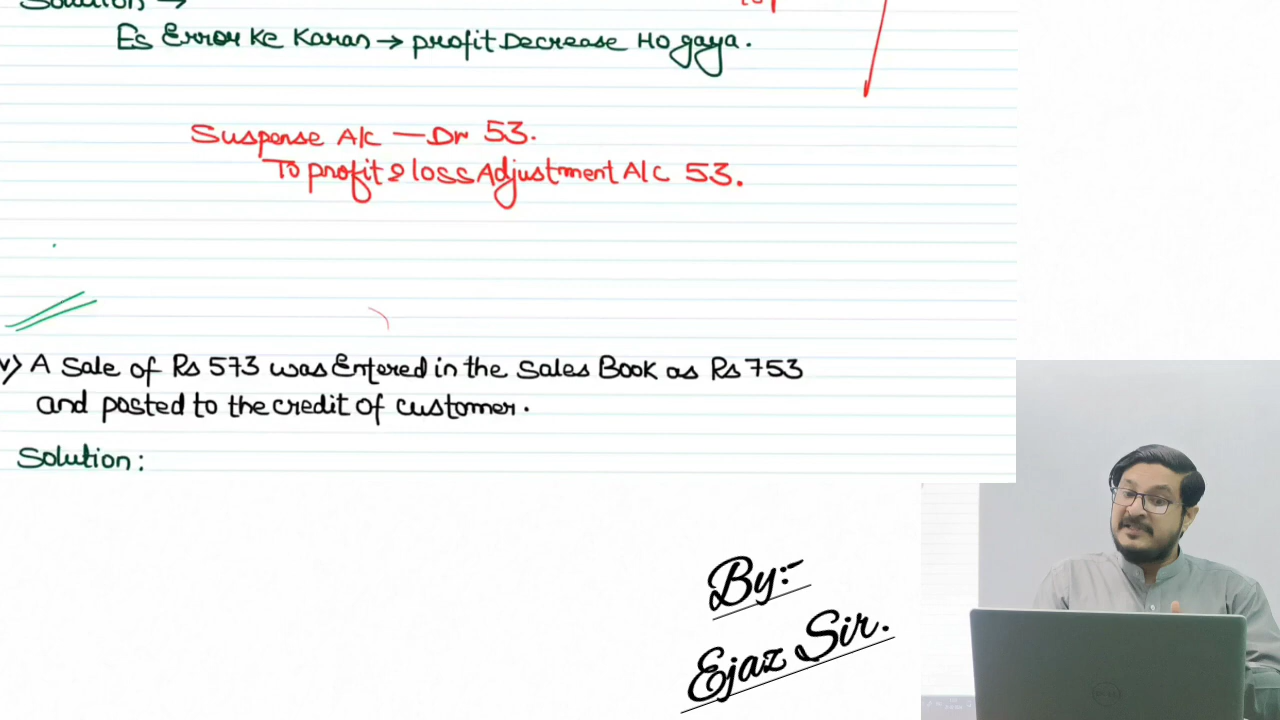 Solution →
Es Error Ke Karan → profit Decrease Ho gaya.
Suspense A/c — Dr 53.
To profit & loss Adjustment A/c 53.
v) A Sale of Rs 573 was Entered in the Sales Book as Rs 753
and posted to the credit of customer.
Solution:
By:-
Ejaz Sir.